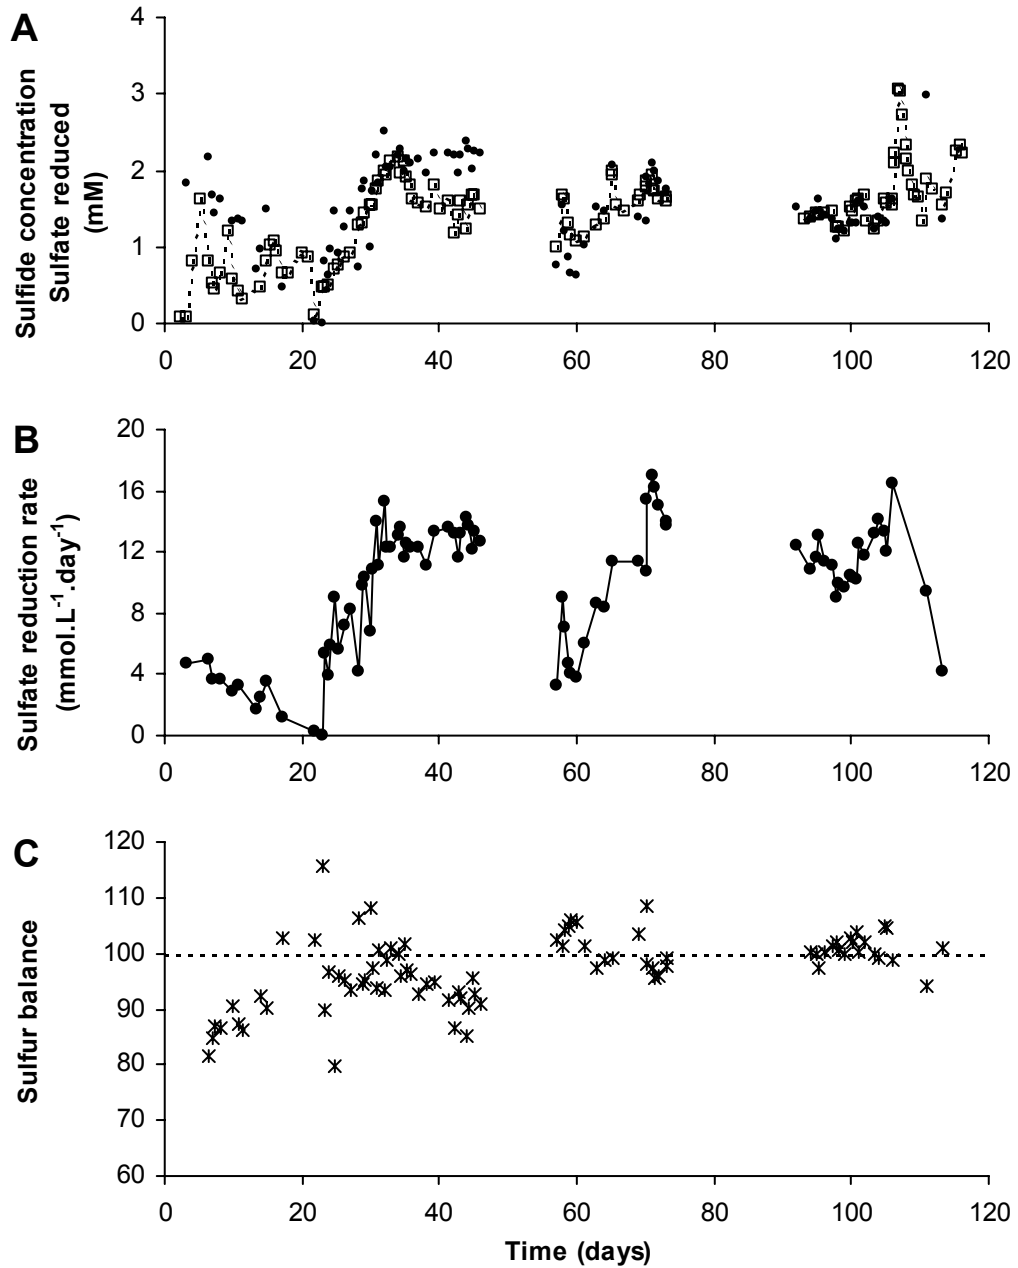 A
Sulfide concentration
Sulfate reduced
(mM)
4
3
2
1
0
0 20 40 60 80 100 120
B
Sulfate reduction rate
(mmol.L⁻¹.day⁻¹)
20
16
12
8
4
0
0 20 40 60 80 100 120
C
Sulfur balance
120
110
100
90
80
70
60
0 20 40 60 80 100 120
Time (days)